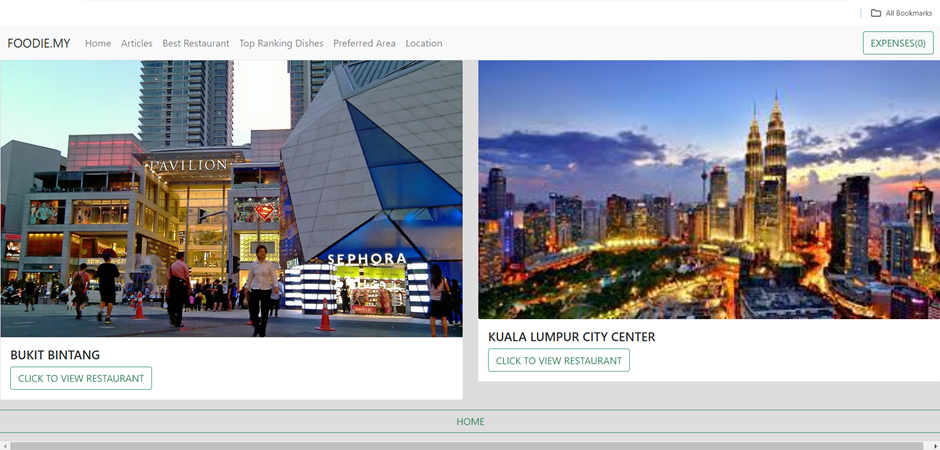 All Bookmarks
FOODIE.MY Home Articles Best Restaurant Top Ranking Dishes Preferred Area Location EXPENSES(0)
PAVILION
SEPHORA
BUKIT BINTANG
CLICK TO VIEW RESTAURANT
KUALA LUMPUR CITY CENTER
CLICK TO VIEW RESTAURANT
HOME